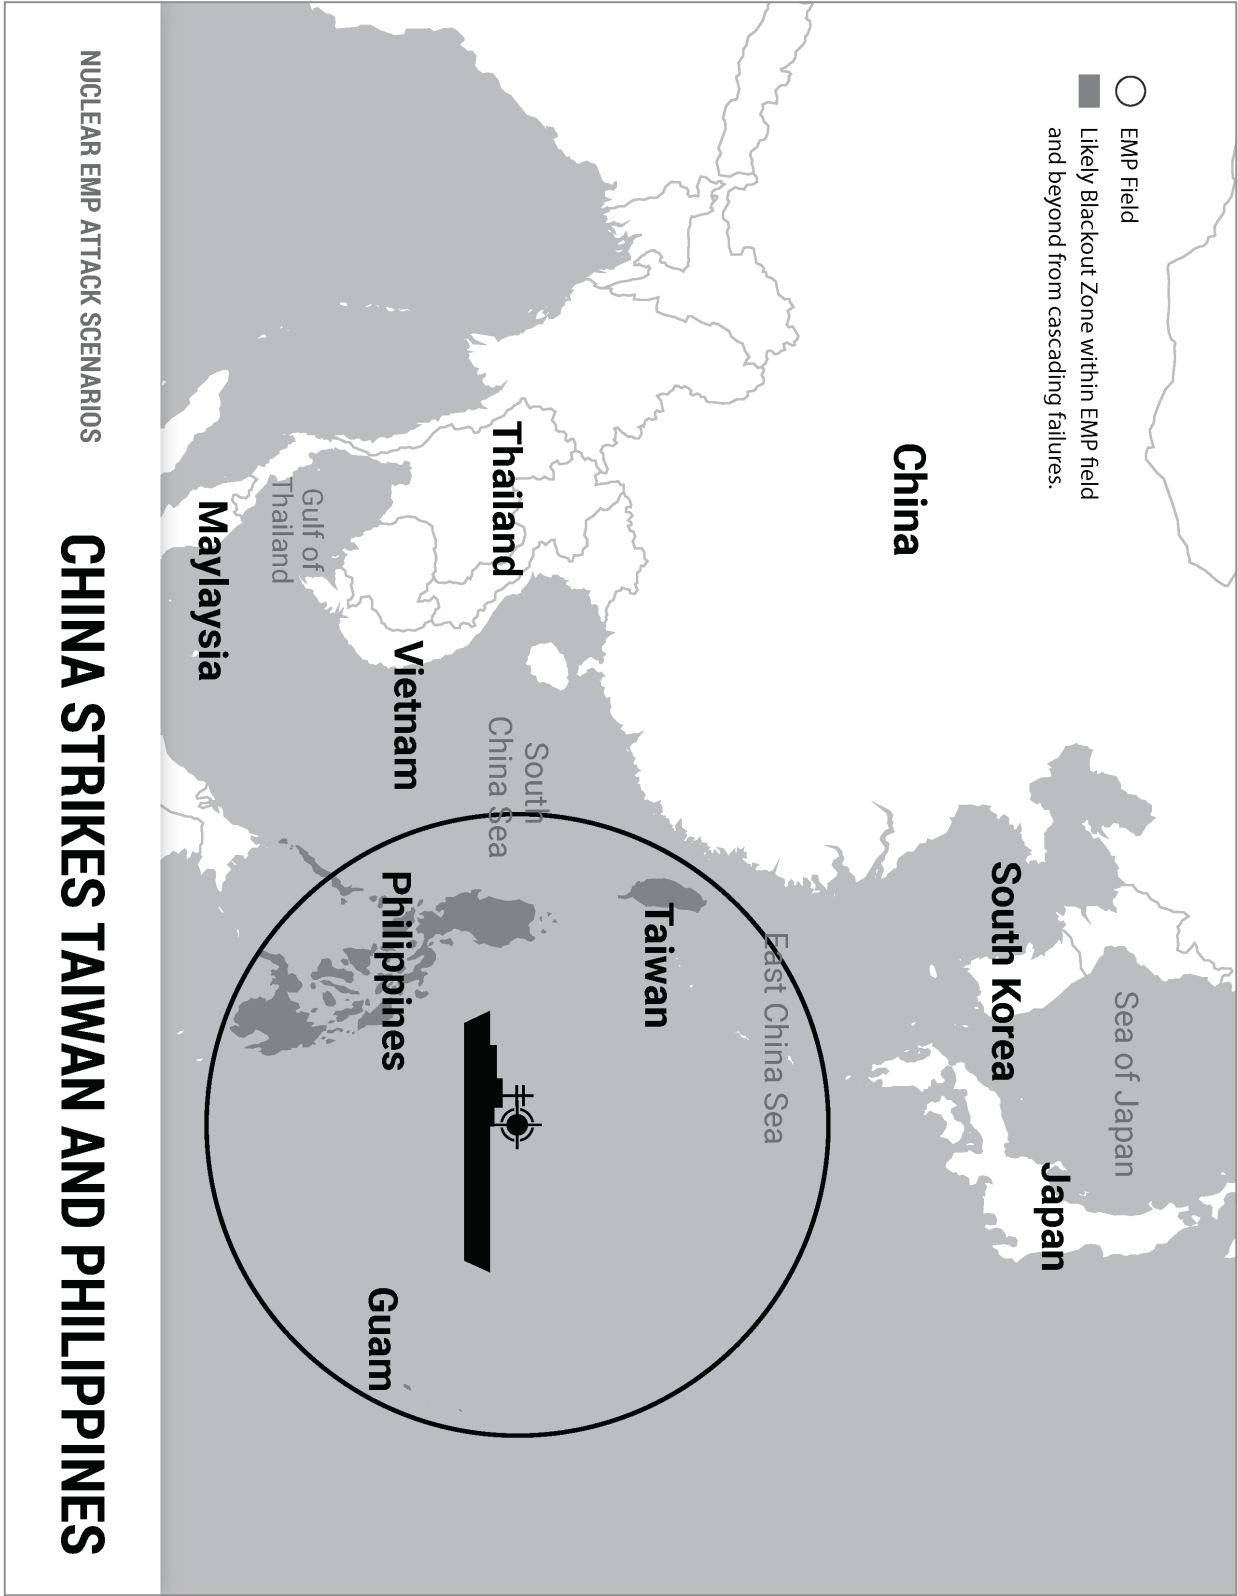 EMP Field
Likely Blackout Zone within EMP field
and beyond from cascading failures.
China
South Korea
Sea of Japan
Japan
East China Sea
Taiwan
South
China Sea
Thailand
Vietnam
Philippines
Guam
Gulf of
Thailand
Maylaysia
NUCLEAR EMP ATTACK SCENARIOS
CHINA STRIKES TAIWAN AND PHILIPPINES